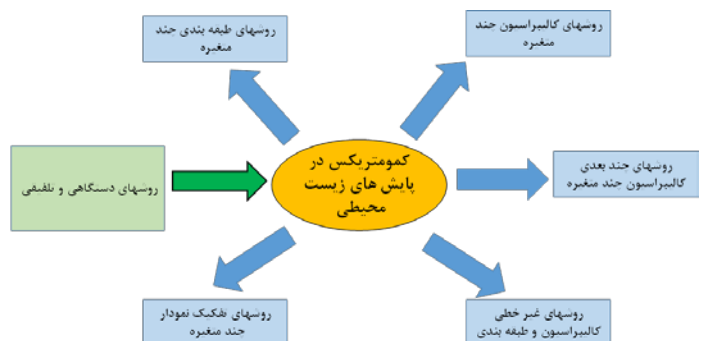 روشهای کالیبراسیون چند
متغیره
روشهای طبقه بندی چند
متغیره
کمومتریکس در
پایش های زیست
محیطی
روشهای چند بعدی
کالیبراسیون چند متغیره
روشهای دستگاهی و تلفیقی
روشهای غیر خطی
کالیبراسیون و طبقه بندی
روشهای تفکیک نمودار
چند متغیره